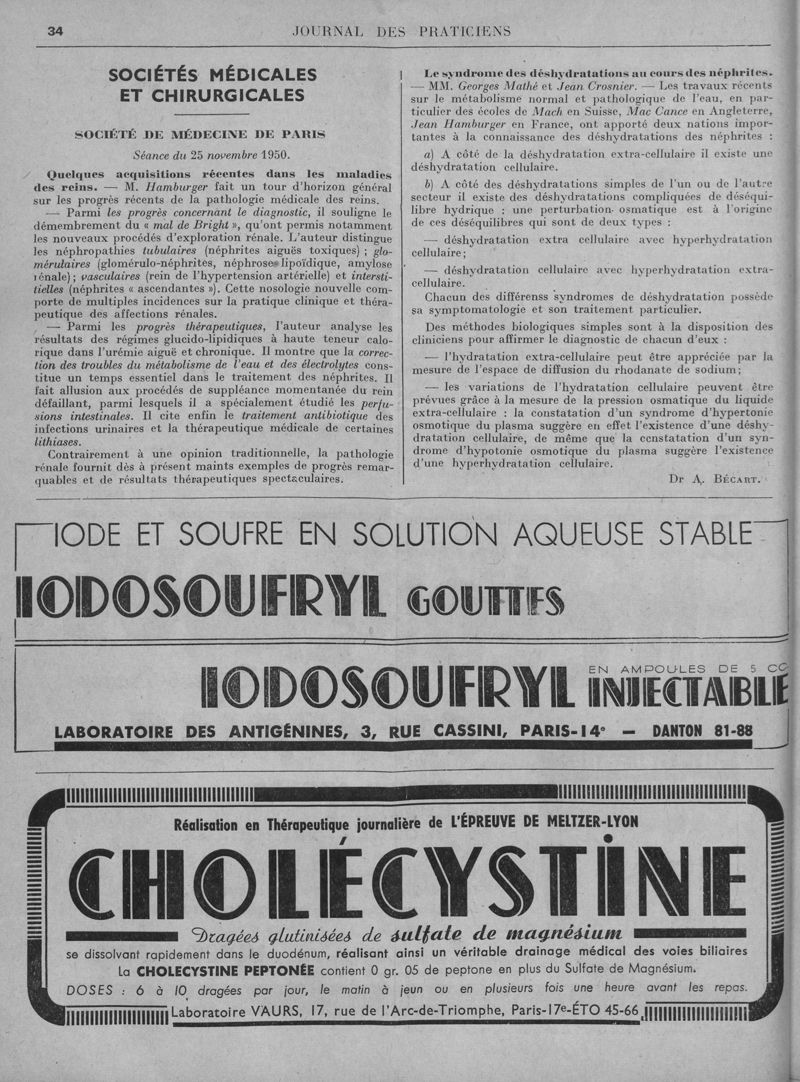 34
JOURNAL DES PRATICIENS
SOCIÉTÉS MÉDICALES
ET CHIRURGICALES
SOCIÉTÉ DE MÉDECINE DE PARIS
Séance du 25 novembre 1950.
Quelques acquisitions récentes dans les maladies
des reins. — M. Hamburger fait un tour d'horizon général
sur les progrès récents de la pathologie médicale des reins.
— Parmi les progrès concernant le diagnostic, il souligne le
démembrement du « mal de Bright », qu'ont permis notamment
les nouveaux procédés d'exploration rénale. L'auteur distingue
les néphropathies tubulaires (néphrites aiguës toxiques) ; glo-
mérulaires (glomérulo-néphrites, néphroses lipoïdique, amylose
rénale) ; vasculaires (rein de l'hypertension artérielle) et intersti-
tielles (néphrites « ascendantes »). Cette nosologie nouvelle com-
porte de multiples incidences sur la pratique clinique et théra-
peutique des affections rénales.
— Parmi les progrès thérapeutiques, l'auteur analyse les
résultats des régimes glucido-lipidiques à haute teneur calo-
rique dans l'urémie aiguë et chronique. Il montre que la correc-
tion des troubles du métabolisme de l'eau et des électrolytes cons-
titue un temps essentiel dans le traitement des néphrites. Il
fait allusion aux procédés de suppléance momentanée du rein
défaillant, parmi lesquels il a spécialement étudié les perfu-
sions intestinales. Il cite enfin le traitement antibiotique des
infections urinaires et la thérapeutique médicale de certaines
lithiases.
Contrairement à une opinion traditionnelle, la pathologie
rénale fournit dès à présent maints exemples de progrès remar-
quables et de résultats thérapeutiques spectaculaires.
Le syndrome des déshydratations au cours des néphrites.
— MM. Georges Mathé et Jean Crosnier. — Les travaux récents
sur le métabolisme normal et pathologique de l'eau, en par-
ticulier des écoles de Mach en Suisse, Mac Cance en Angleterre,
Jean Hamburger en France, ont apporté deux nations impor-
tantes à la connaissance des déshydratations des néphrites :
a) A côté de la déshydratation extra-cellulaire il existe une
déshydratation cellulaire.
b) A côté des déshydratations simples de l'un ou de l'autre
secteur il existe des déshydratations compliquées de déséqui-
libre hydrique : une perturbation osmatique est à l'origine
de ces déséquilibres qui sont de deux types :
— déshydratation extra cellulaire avec hyperhydratation
cellulaire ;
— déshydratation cellulaire avec hyperhydratation extra-
cellulaire.
Chacun des différenss syndromes de déshydratation possède
sa symptomatologie et son traitement particulier.
Des méthodes biologiques simples sont à la disposition des
cliniciens pour affirmer le diagnostic de chacun d'eux :
— l'hydratation extra-cellulaire peut être appréciée par la
mesure de l'espace de diffusion du rhodanate de sodium ;
— les variations de l'hydratation cellulaire peuvent être
prévues grâce à la mesure de la pression osmatique du liquide
extra-cellulaire : la constatation d'un syndrome d'hypertonie
osmotique du plasma suggère en effet l'existence d'une déshy-
dratation cellulaire, de même que la constatation d'un syn-
drome d'hypotonie osmotique du plasma suggère l'existence
d'une hyperhydratation cellulaire.
Dr A. BÉCART.
IODE ET SOUFRE EN SOLUTION AQUEUSE STABLE
IODOSOUFRYL GOUTTES
IODOSOUFRYL EN AMPOULES DE 5 CC
INJECTABLE
LABORATOIRE DES ANTIGÉNINES, 3, RUE CASSINI, PARIS-14e — DANTON 81-88
Réalisation en Thérapeutique journalière de L'ÉPREUVE DE MELTZER-LYON
CHOLÉCYSTINE
Dragées glutinisées de sulfate de magnésium
se dissolvant rapidement dans le duodénum, réalisant ainsi un véritable drainage médical des voies biliaires
La CHOLECYSTINE PEPTONÉE contient 0 gr. 05 de peptone en plus du Sulfate de Magnésium.
DOSES : 6 à 10 dragées par jour, le matin à jeun ou en plusieurs fois une heure avant les repas.
Laboratoire VAURS, 17, rue de l'Arc-de-Triomphe, Paris-17e-ÉTO 45-66